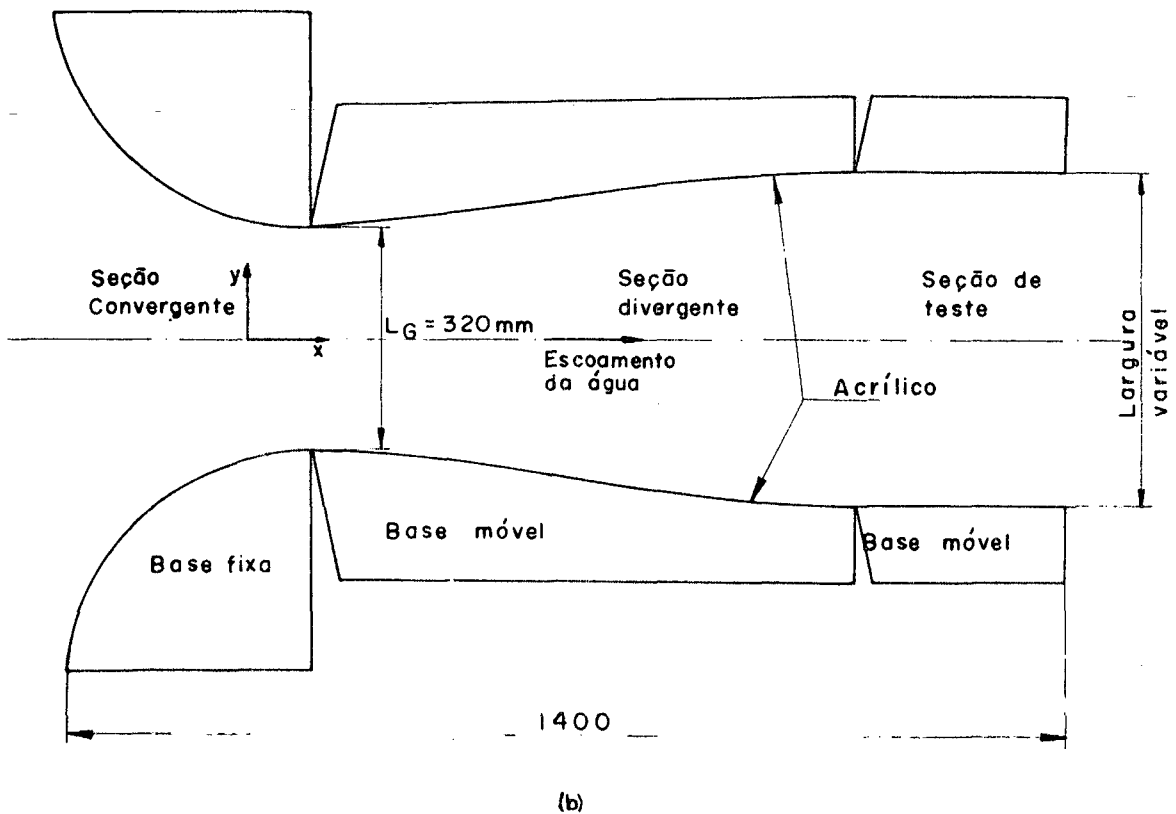 Seção
Convergente
y
x
L_G = 320 mm
Seção
divergente
Escoamento
da água
Seção de
teste
Acrílico
Largura
variável
Base fixa
Base móvel
Base móvel
1400
(b)